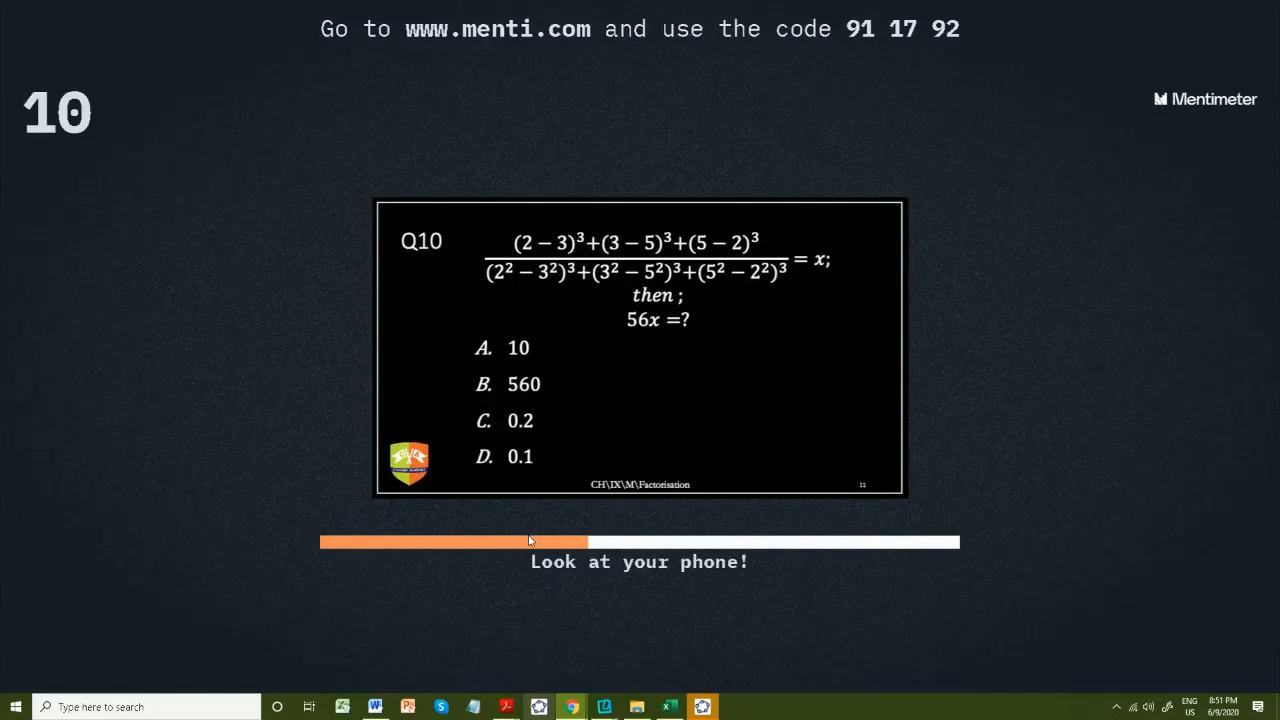 Go to www.menti.com and use the code 91 17 92
10
Mentimeter
Q10
(2 − 3)³+(3 − 5)³+(5 − 2)³
(2² − 3²)³+(3² − 5²)³+(5² − 2²)³
= x;
then ;
56x =?
A. 10
B. 560
C. 0.2
D. 0.1
CH\IX\M\Factorisation
11
Look at your phone!
Type here to search
ENG
US
8:51 PM
6/9/2020